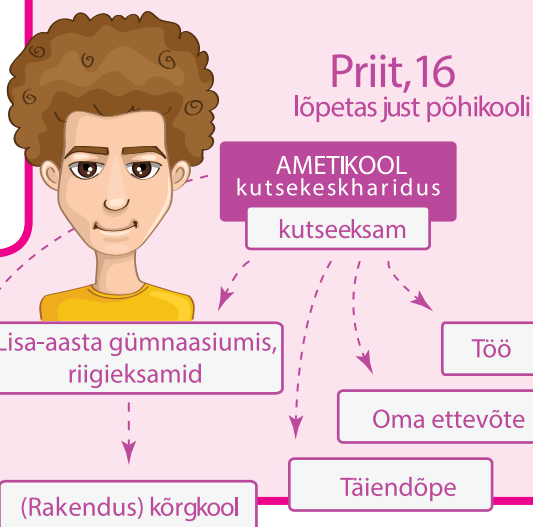 Priit, 16
lõpetas just põhikooli
AMETIKOOL
kutsekeskharidus
kutseeksam
Lisa-aasta gümnaasiumis,
riigieksamid
Töö
Oma ettevõte
Täiendõpe
(Rakendus) kõrgkool